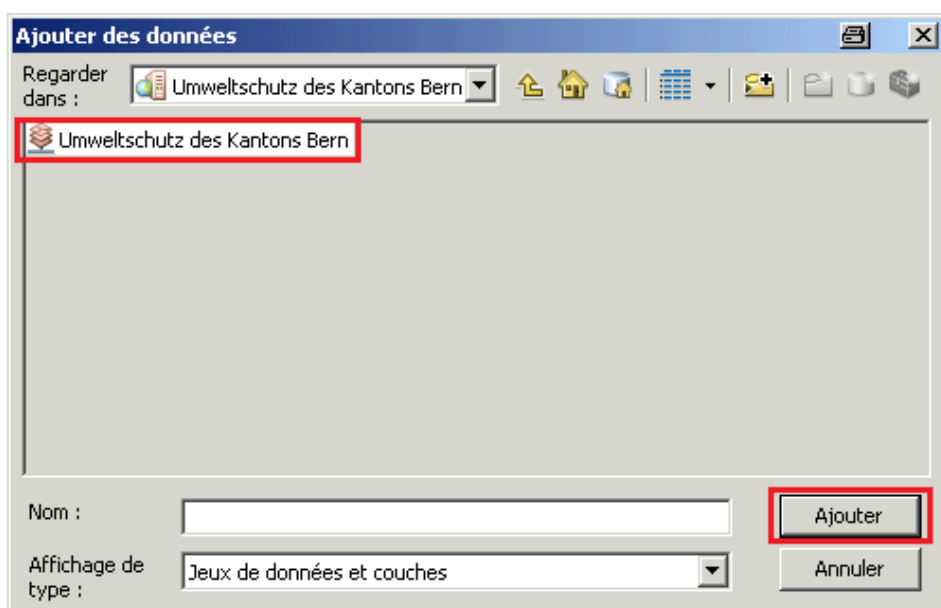 Ajouter des données
Regarder
dans :
Umweltschutz des Kantons Bern
Umweltschutz des Kantons Bern
Nom :
Ajouter
Affichage de
type :
Jeux de données et couches
Annuler